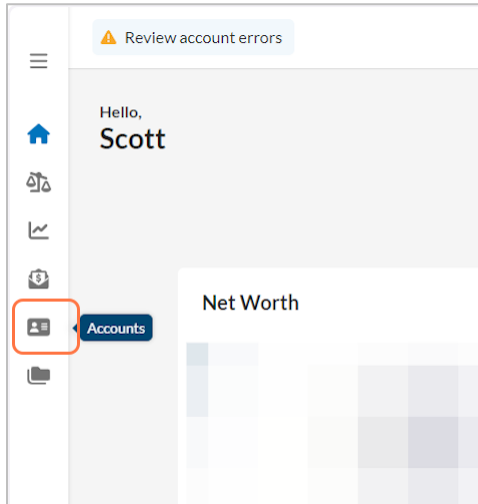 Review account errors
Hello,
Scott
Net Worth
Accounts